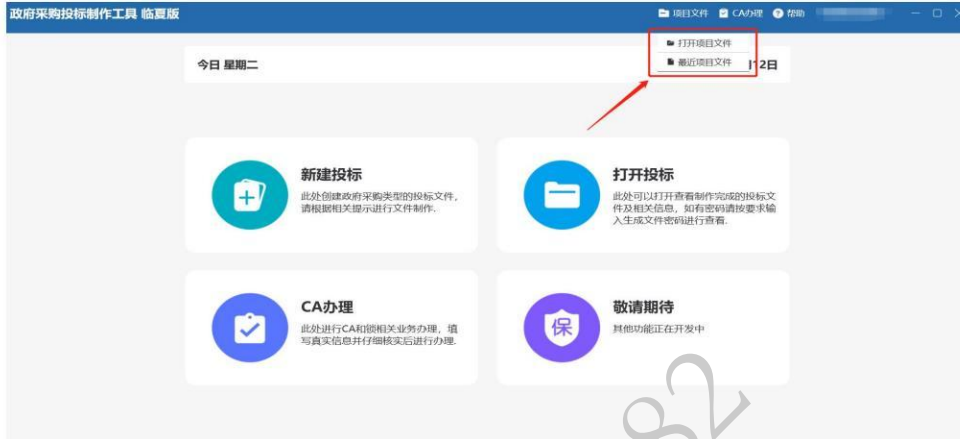 政府采购投标制作工具 临夏版
项目文件 CA办理 帮助
打开项目文件
最近项目文件
今日 星期二
12日
新建投标
此处创建政府采购类型的投标文件,
请根据相关提示进行文件制作.
打开投标
此处可以打开查看制作完成的投标文
件及相关信息, 如有密码请按要求输
入生成文件密码进行查看.
CA办理
此处进行CA和锁相关业务办理, 填
写真实信息并仔细核实后进行办理.
保
敬请期待
其他功能正在开发中
82